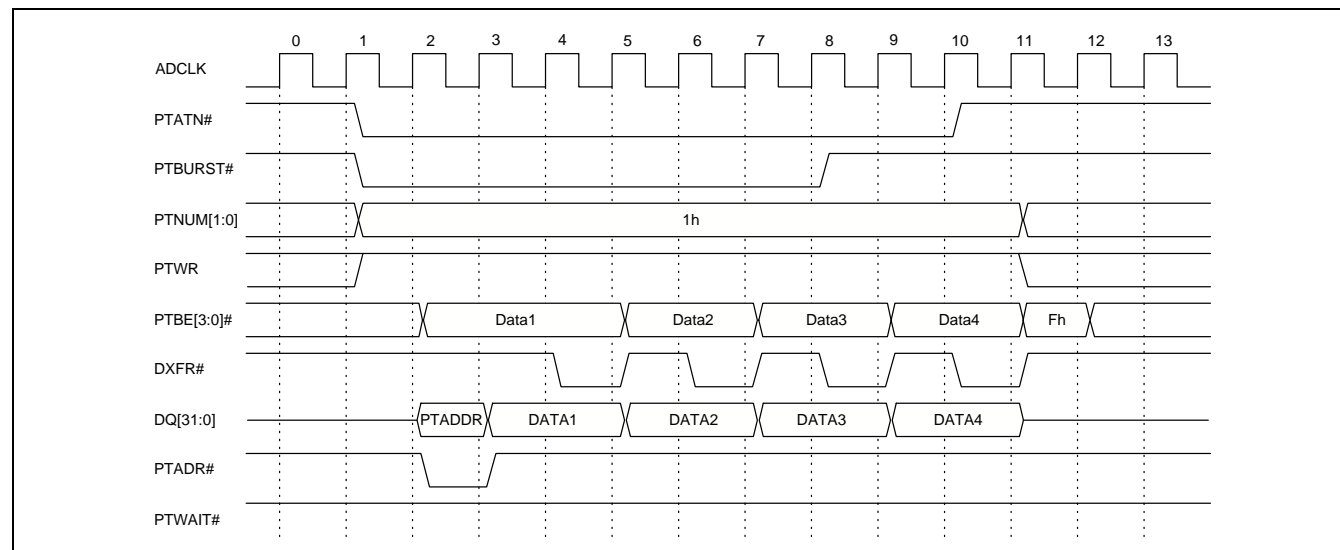 0 1 2 3 4 5 6 7 8 9 10 11 12 13
ADCLK
PTATN#
PTBURST#
PTNUM[1:0] 1h
PTWR
PTBE[3:0]# Data1 Data2 Data3 Data4 Fh
DXFR#
DQ[31:0] PTADDR DATA1 DATA2 DATA3 DATA4
PTADR#
PTWAIT#